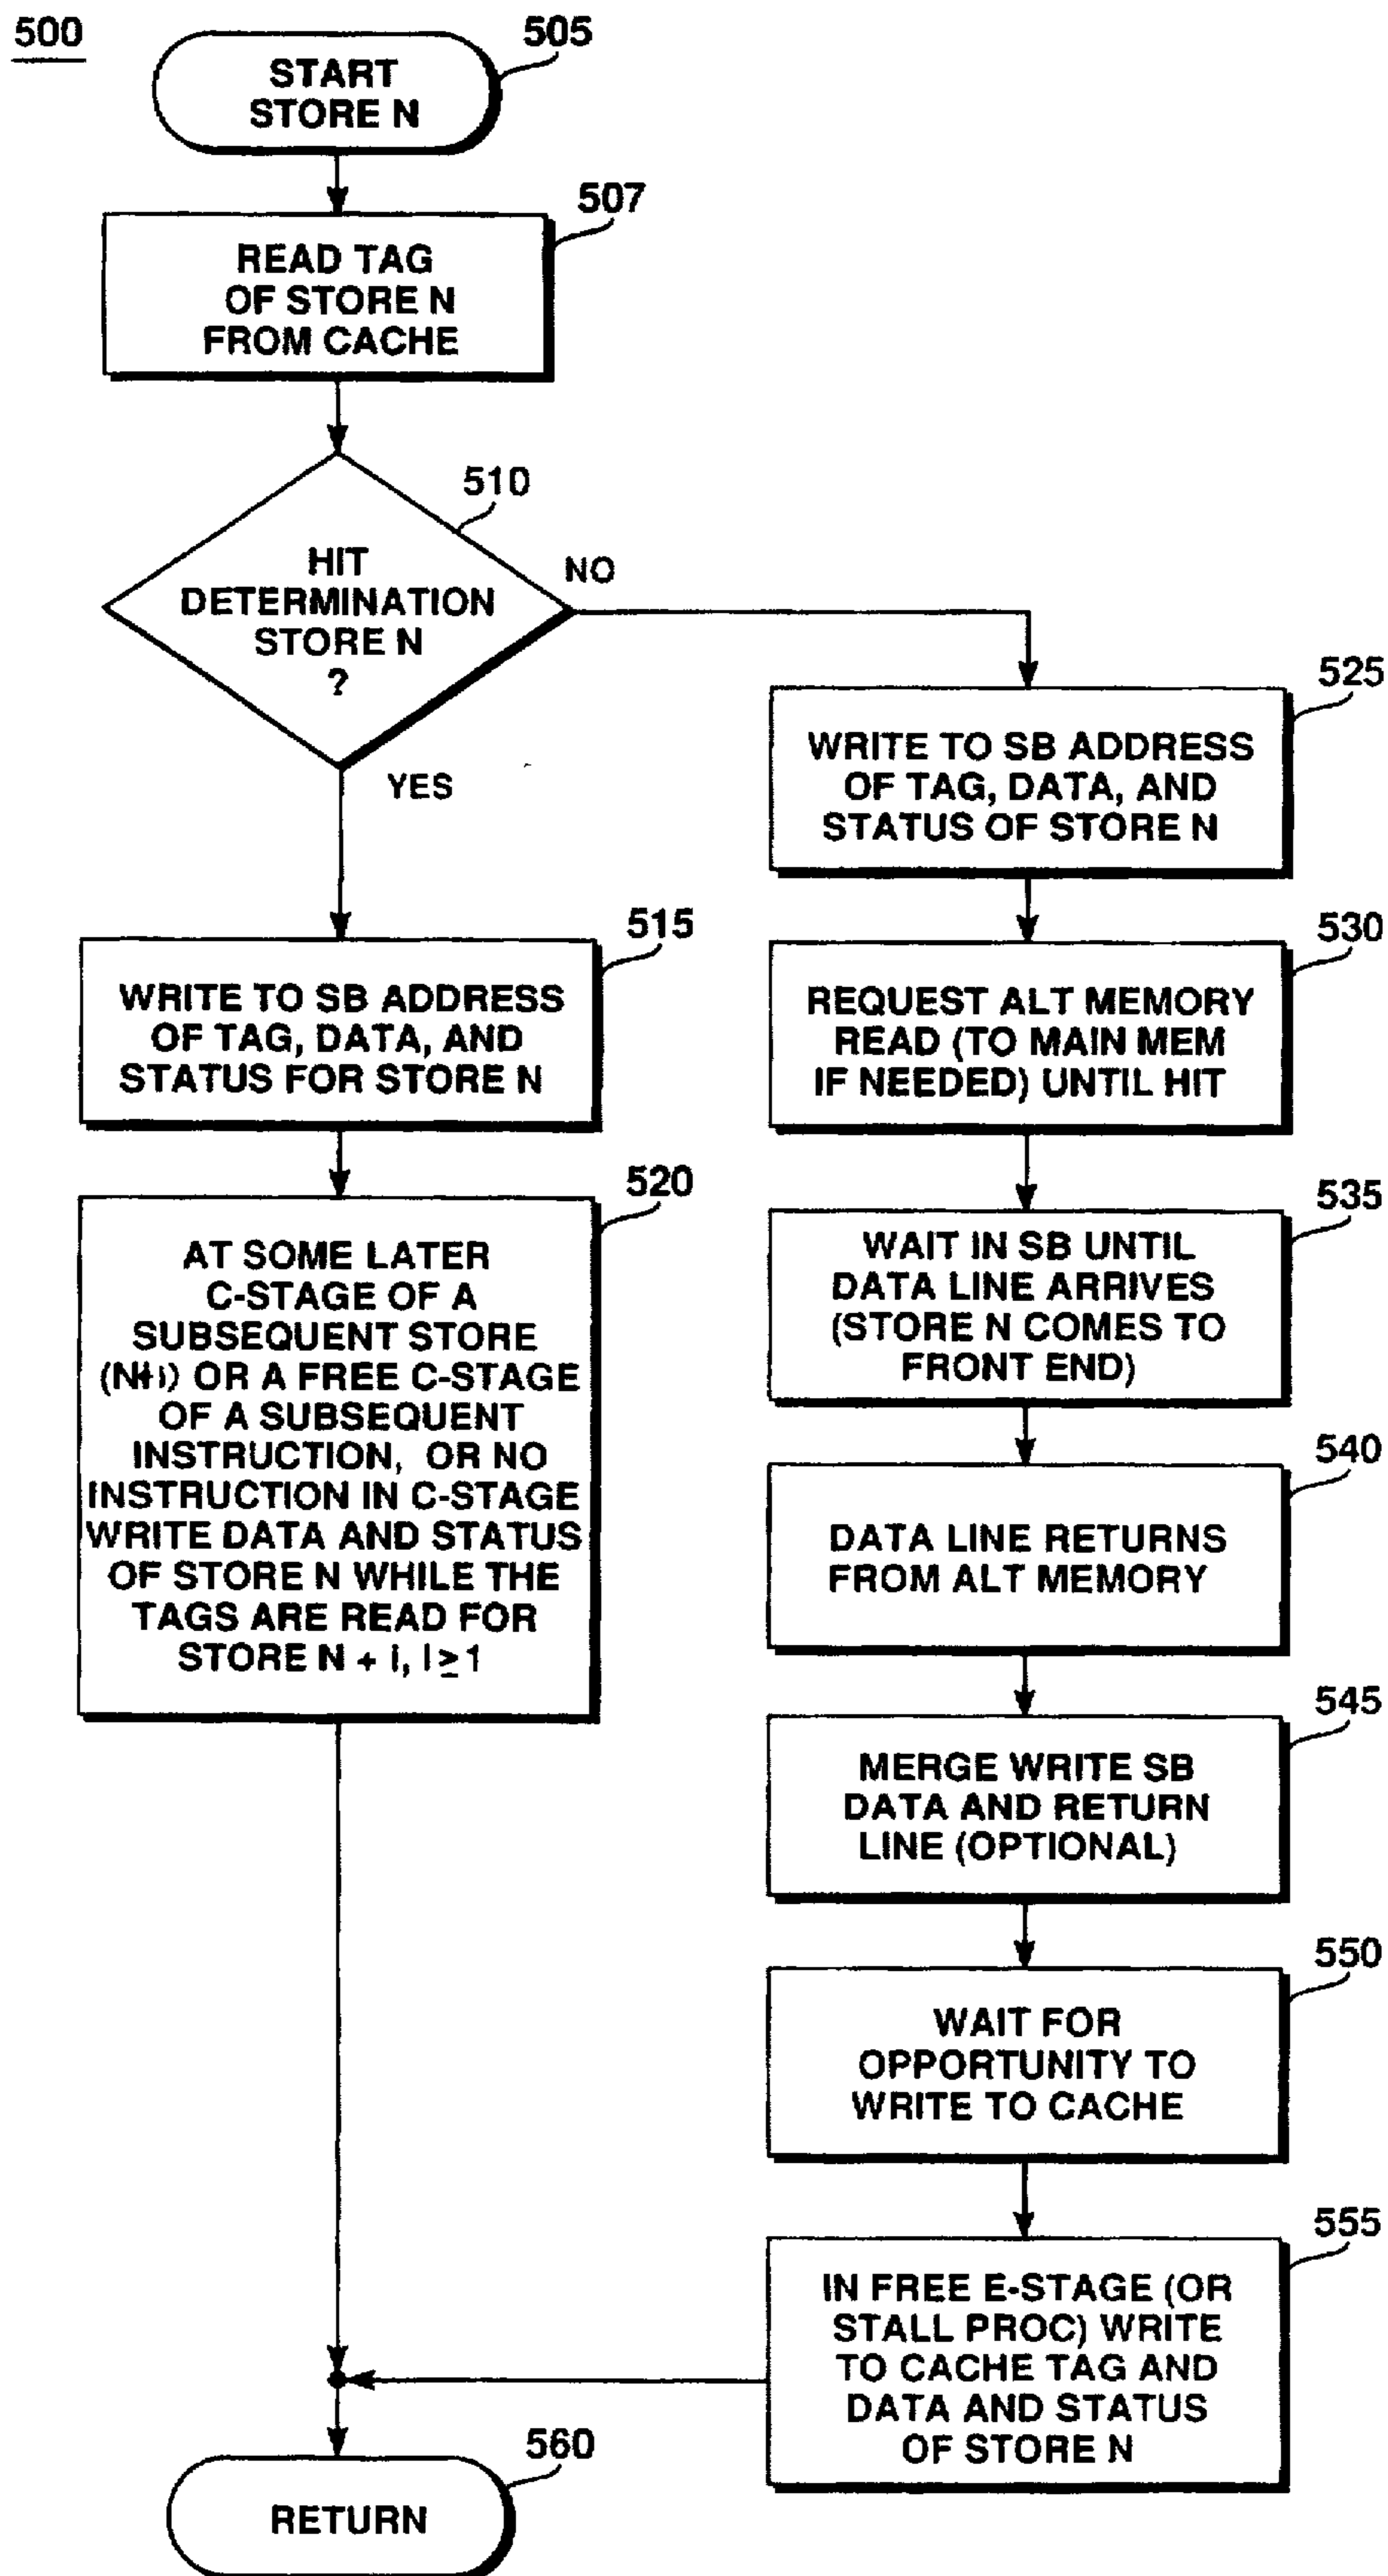 500
505
START
STORE N
507
READ TAG
OF STORE N
FROM CACHE
510
HIT
DETERMINATION
STORE N
?
NO
YES
515
WRITE TO SB ADDRESS
OF TAG, DATA, AND
STATUS FOR STORE N
520
AT SOME LATER
C-STAGE OF A
SUBSEQUENT STORE
(N+i) OR A FREE C-STAGE
OF A SUBSEQUENT
INSTRUCTION, OR NO
INSTRUCTION IN C-STAGE
WRITE DATA AND STATUS
OF STORE N WHILE THE
TAGS ARE READ FOR
STORE N + i, I ≥ 1
525
WRITE TO SB ADDRESS
OF TAG, DATA, AND
STATUS OF STORE N
530
REQUEST ALT MEMORY
READ (TO MAIN MEM
IF NEEDED) UNTIL HIT
535
WAIT IN SB UNTIL
DATA LINE ARRIVES
(STORE N COMES TO
FRONT END)
540
DATA LINE RETURNS
FROM ALT MEMORY
545
MERGE WRITE SB
DATA AND RETURN
LINE (OPTIONAL)
550
WAIT FOR
OPPORTUNITY TO
WRITE TO CACHE
555
IN FREE E-STAGE (OR
STALL PROC) WRITE
TO CACHE TAG AND
DATA AND STATUS
OF STORE N
560
RETURN